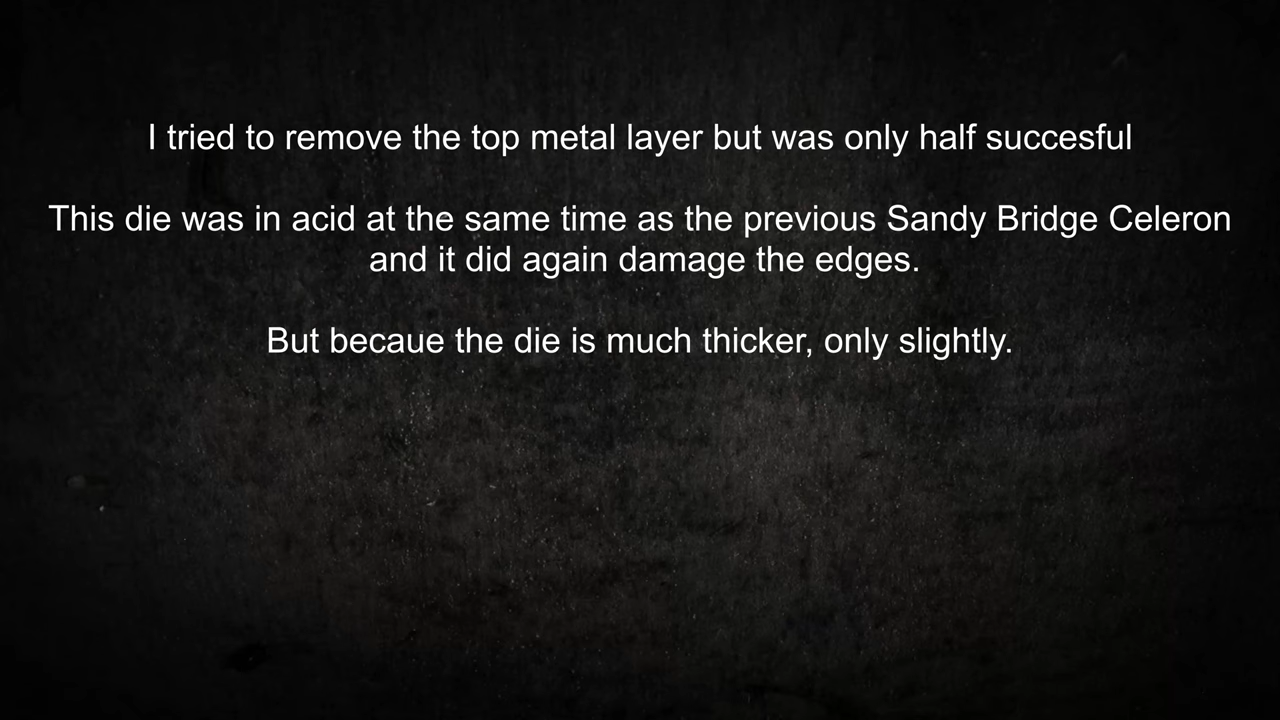 I tried to remove the top metal layer but was only half succesful
This die was in acid at the same time as the previous Sandy Bridge Celeron
and it did again damage the edges.
But becaue the die is much thicker, only slightly.